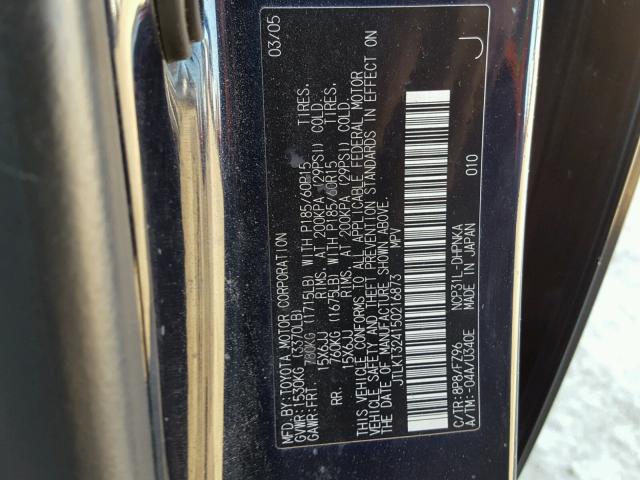 MFD. BY: TOYOTA MOTOR CORPORATION 03/05
GVWR: 1530KG (3370LB)
GAWR: FRT. 780KG (1715LB) WITH P185/60R15 TIRES,
15X6JJ RIMS, AT 200KPA (29PSI) COLD.
RR. 760KG (1675LB) WITH P185/60R15 TIRES,
15X6JJ RIMS, AT 200KPA (29PSI) COLD.
THIS VEHICLE CONFORMS TO ALL APPLICABLE FEDERAL MOTOR
VEHICLE SAFETY AND THEFT PREVENTION STANDARDS IN EFFECT ON
THE DATE OF MANUFACTURE SHOWN ABOVE.
JTLKT324150216873 MPV
C/TR: 8P8/FZ96 NCP31L-DHPNKA 010 J
A/TM: -04A/U340E MADE IN JAPAN